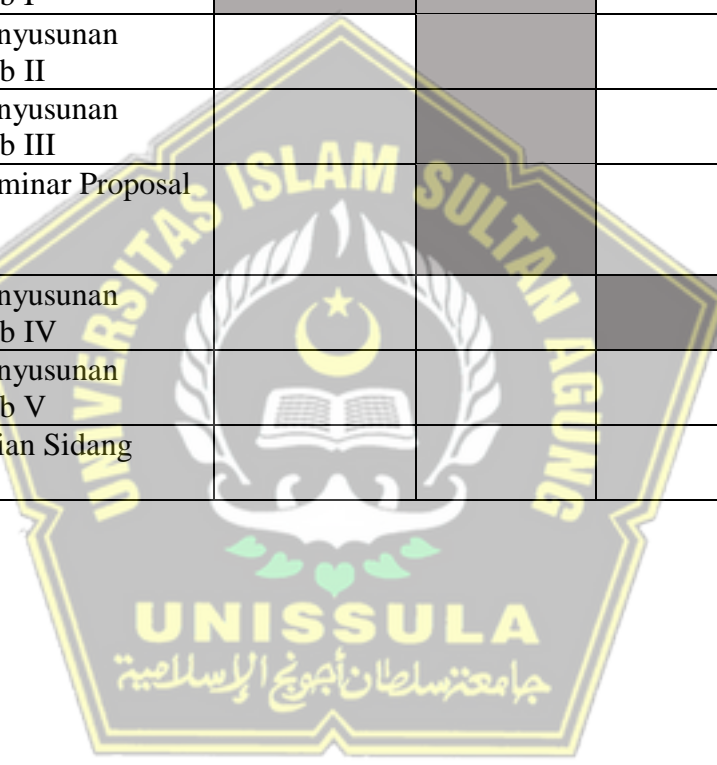 b I
nyusunan
b II
nyusunan
b III
minar Proposal
nyusunan
b IV
nyusunan
b V
ian Sidang
UNIVERSITAS ISLAM SULTAN AGUNG
UNISSULA
جامعة سلطان أجونج الإسلامية